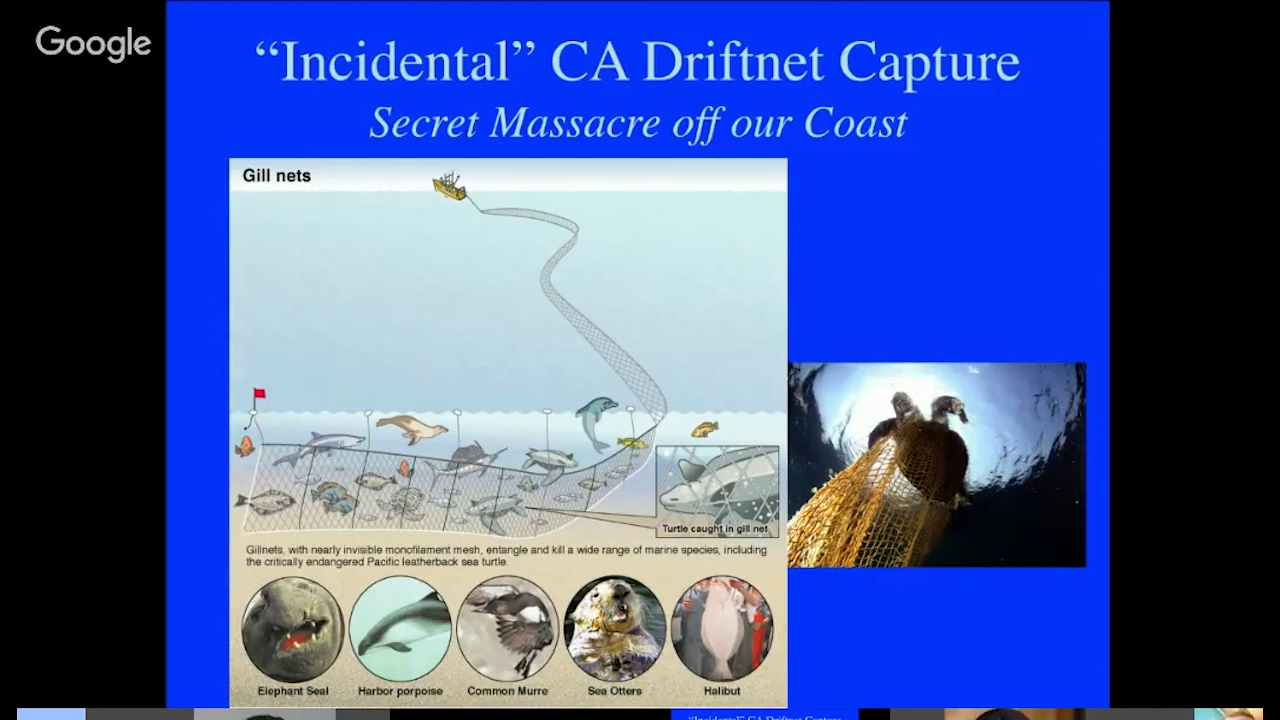 Google
“Incidental” CA Driftnet Capture
Secret Massacre off our Coast
Gill nets
Turtle caught in gill net
Gillnets, with nearly invisible monofilament mesh, entangle and kill a wide range of marine species, including
the critically endangered Pacific leatherback sea turtle.
Elephant Seal
Harbor porpoise
Common Murre
Sea Otters
Halibut
“Incidental” CA Driftnet Capture